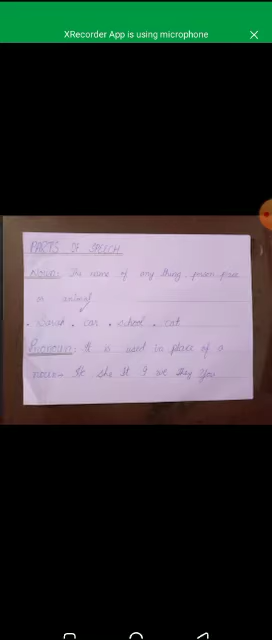 XRecorder App is using microphone
PARTS OF SPEECH
Noun: The name of any thing, person place
or animal
. Sarah . car . school . cat
Pronoun: It is used in place of a
noun- He she It I we they You